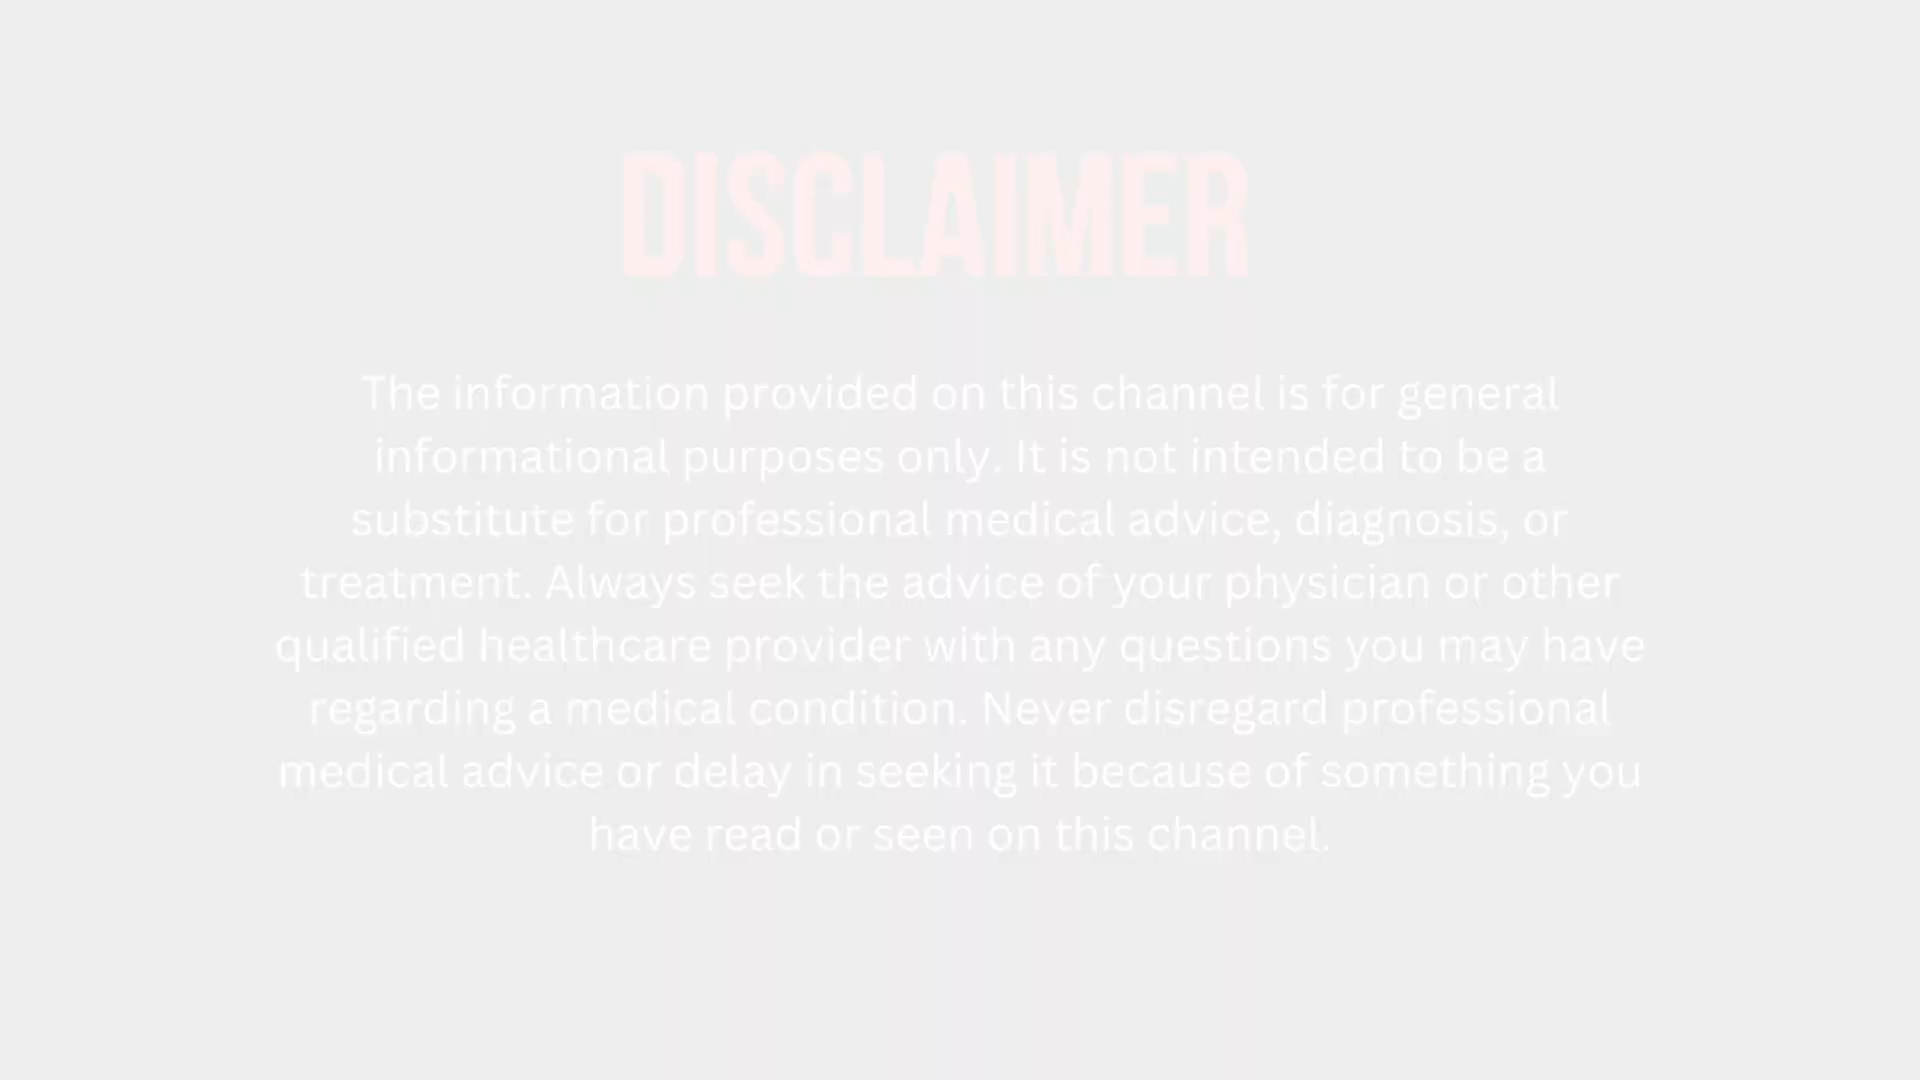 DISCLAIMER
The information provided on this channel is for general
informational purposes only. It is not intended to be a
substitute for professional medical advice, diagnosis, or
treatment. Always seek the advice of your physician or other
qualified healthcare provider with any questions you may have
regarding a medical condition. Never disregard professional
medical advice or delay in seeking it because of something you
have read or seen on this channel.